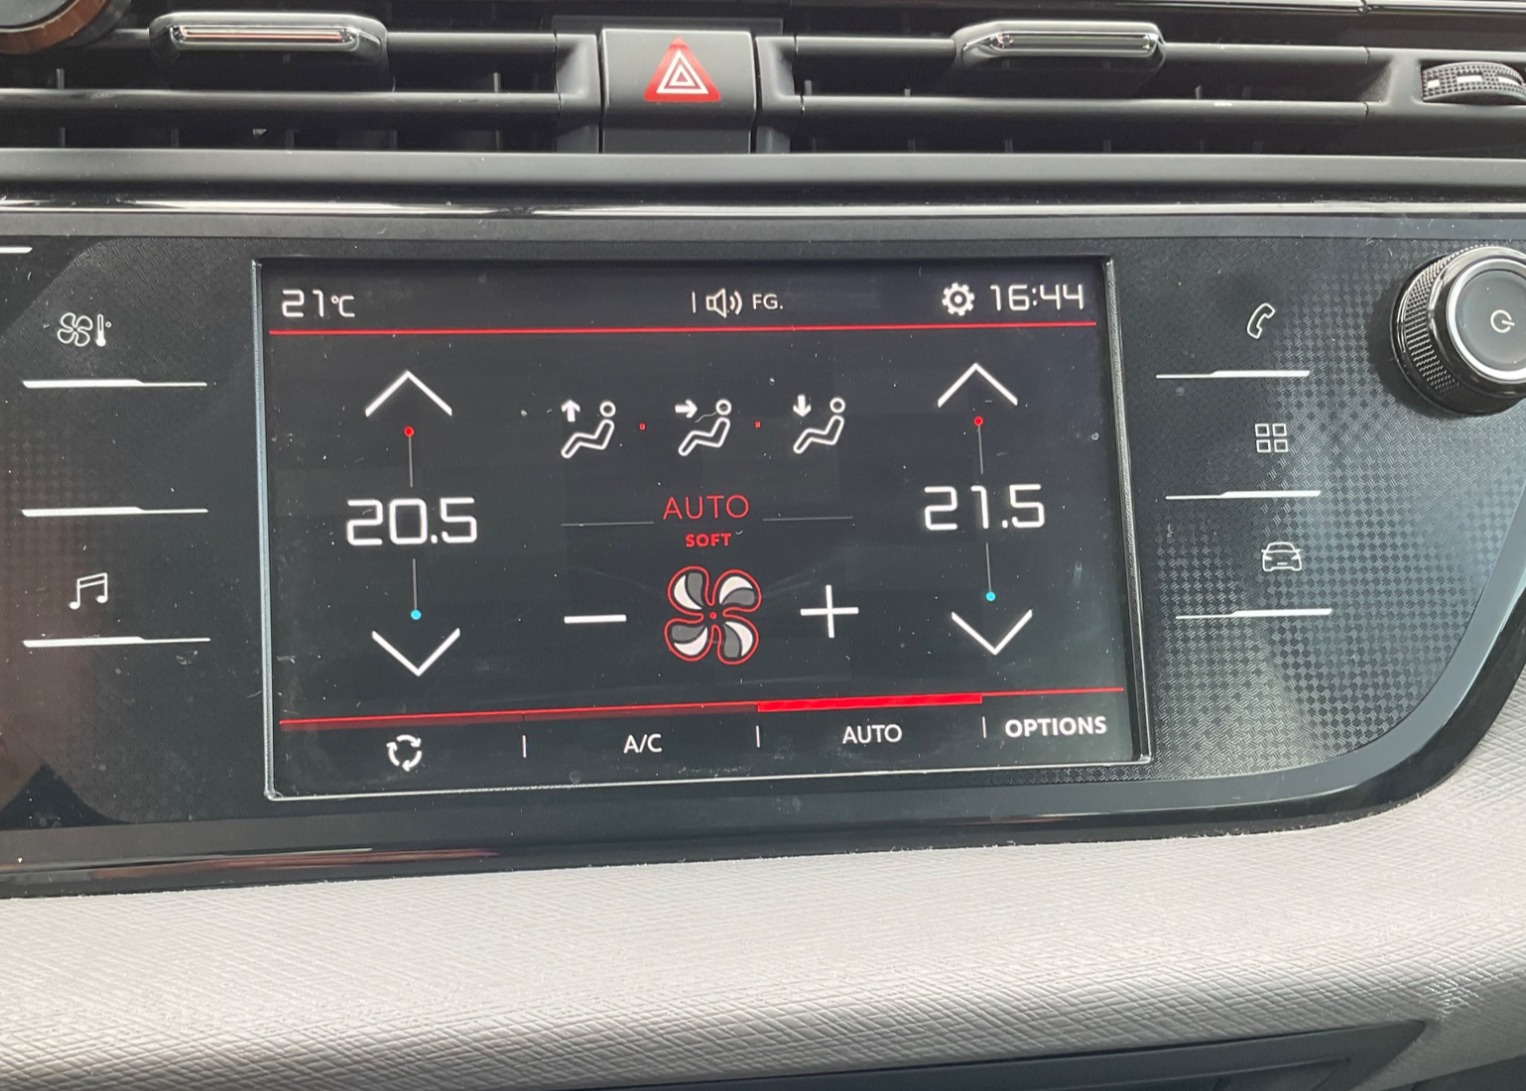 21°C
FG.
16:44
20.5
AUTO
SOFT
21.5
A/C
AUTO
OPTIONS